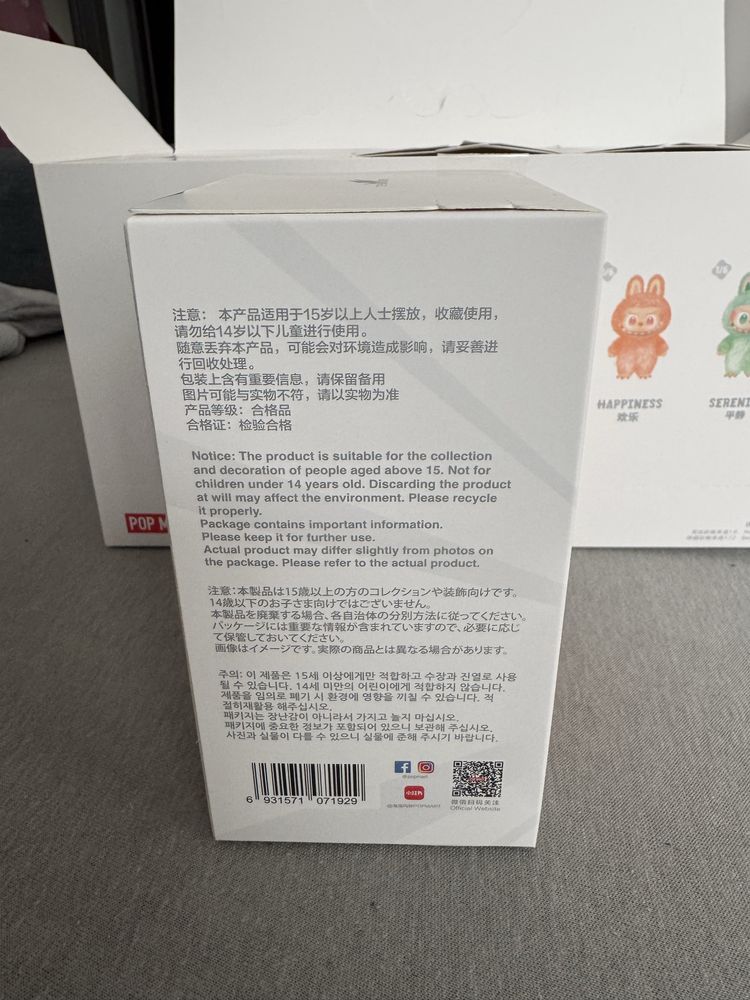 注意： 本产品适用于15岁以上人士摆放，收藏使用，
请勿给14岁以下儿童进行使用。
随意丢弃本产品，可能会对环境造成影响，请妥善进
行回收处理。
包装上含有重要信息，请保留备用
图片可能与实物不符，请以实物为准
产品等级：合格品
合格证：检验合格
Notice: The product is suitable for the collection
and decoration of people aged above 15. Not for
children under 14 years old. Discarding the product
at will may affect the environment. Please recycle
it properly.
Package contains important information.
Please keep it for further use.
Actual product may differ slightly from photos on
the package. Please refer to the actual product.
注意:本製品は15歳以上の方のコレクションや装飾向けです。
14歳以下のお子さま向けではございません。
本製品を廃棄する場合、各自治体の分別方法に従ってください。
パッケージには重要な情報が含まれていますので、必要に応じ
て保管しておいてください。
画像はイメージです。実際の商品とは異なる場合があります。
주의: 이 제품은 15세 이상에게만 적합하고 수장과 진열로 사용
될 수 있습니다. 14세 미만의 어린이에게 적합하지 않습니다.
제품을 임의로 폐기 시 환경에 영향을 끼칠 수 있습니다. 적
절히재활용 해주십시오.
패키지는 장난감이 아니라서 가지고 놀지 마십시오.
패키지에 중요한 정보가 포함되어 있으니 보관해 주십시오.
사진과 실물이 다를 수 있으니 실물에 준해 주시기 바랍니다.
6 931571 071929
@popmart
小红书
微信扫码关注
Official Website
POP M
1/6
HAPPINESS
欢乐
SERENI
平静